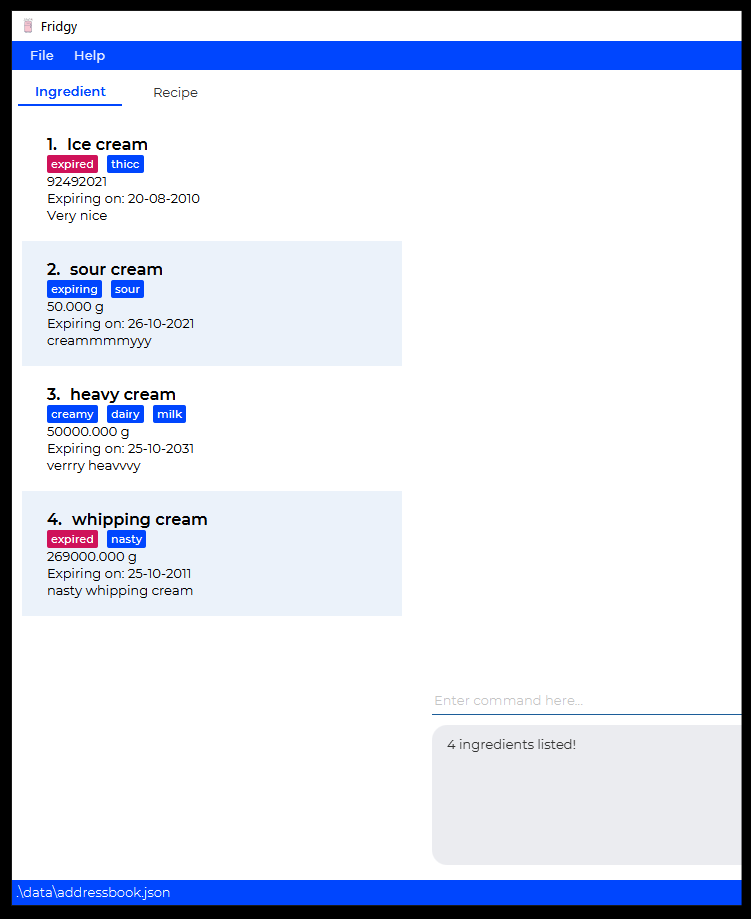 Fridgy
File Help
Ingredient Recipe
1. Ice cream
expired thicc
92492021
Expiring on: 20-08-2010
Very nice
2. sour cream
expiring sour
50.000 g
Expiring on: 26-10-2021
creammmmyyy
3. heavy cream
creamy dairy milk
50000.000 g
Expiring on: 25-10-2031
verrry heavvvy
4. whipping cream
expired nasty
269000.000 g
Expiring on: 25-10-2011
nasty whipping cream
Enter command here...
4 ingredients listed!
.\data\addressbook.json